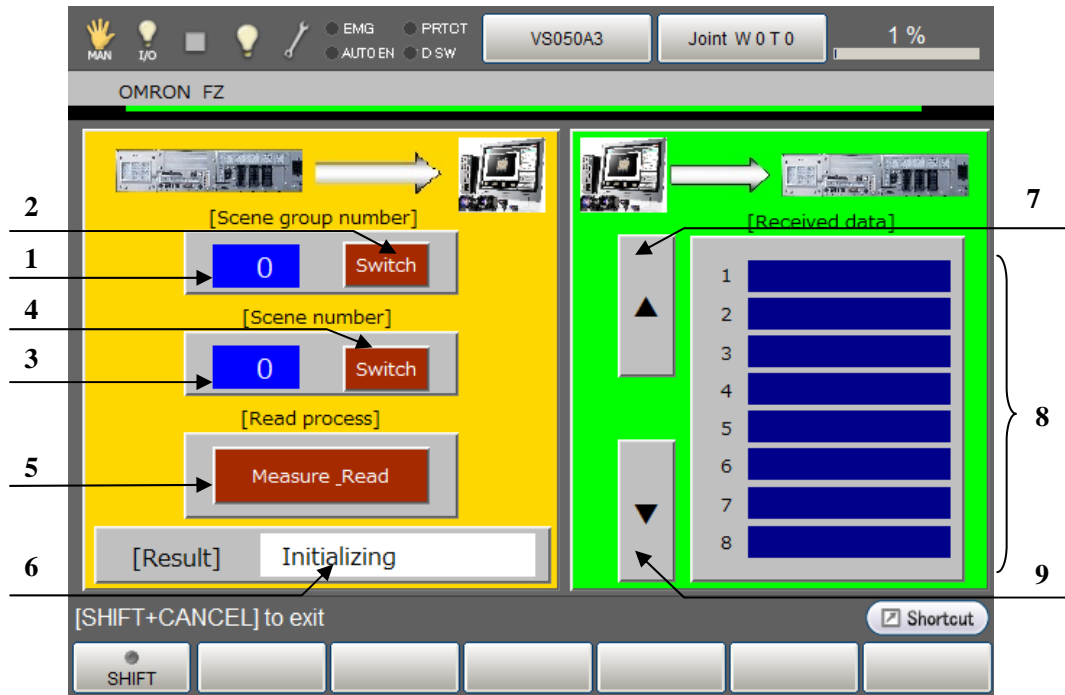 EMG PRTCT
MAN I/O AUTO EN D SW VS050A3 Joint W 0 T 0 1 %
OMRON FZ
2 [Scene group number] 7
[Received data]
1 0 Switch 1
4 [Scene number] 2
3 0 Switch 3
4
[Read process] 5 8
5 Measure _Read 6
7
6 [Result] Initializing 8 9
[SHIFT+CANCEL] to exit Shortcut
SHIFT